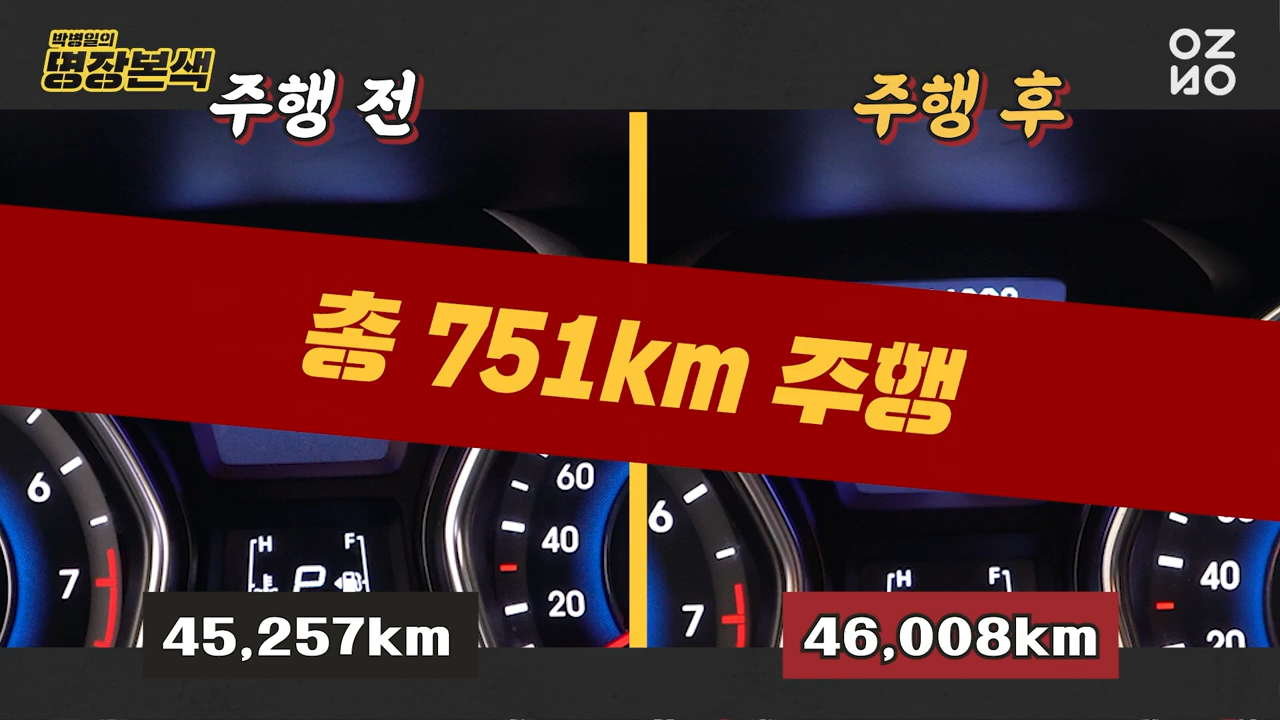 박병일의
명장본색
OZ
NO
주행 전
주행 후
총 751km 주행
6
7
H F
P
60
40
20
6
7
H F
40
20
45,257km
46,008km